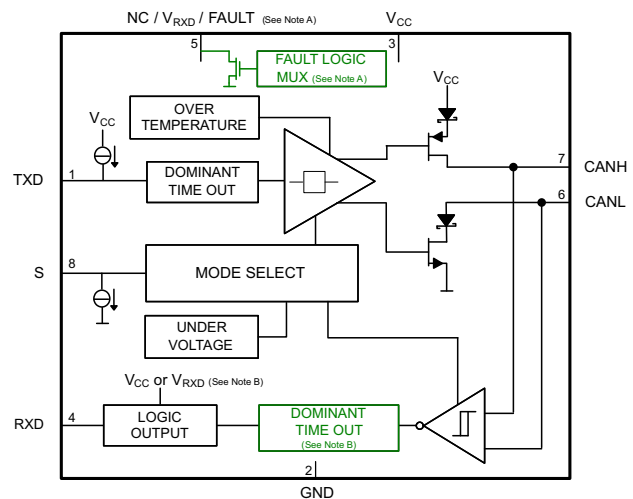 NC / VRXD / FAULT (See Note A)
VCC
5
3
FAULT LOGIC
MUX (See Note A)
VCC
OVER
TEMPERATURE
VCC
TXD
1
DOMINANT
TIME OUT
7
CANH
6
CANL
S
8
MODE SELECT
UNDER
VOLTAGE
VCC or VRXD (See Note B)
RXD
4
LOGIC
OUTPUT
DOMINANT
TIME OUT
(See Note B)
2
GND